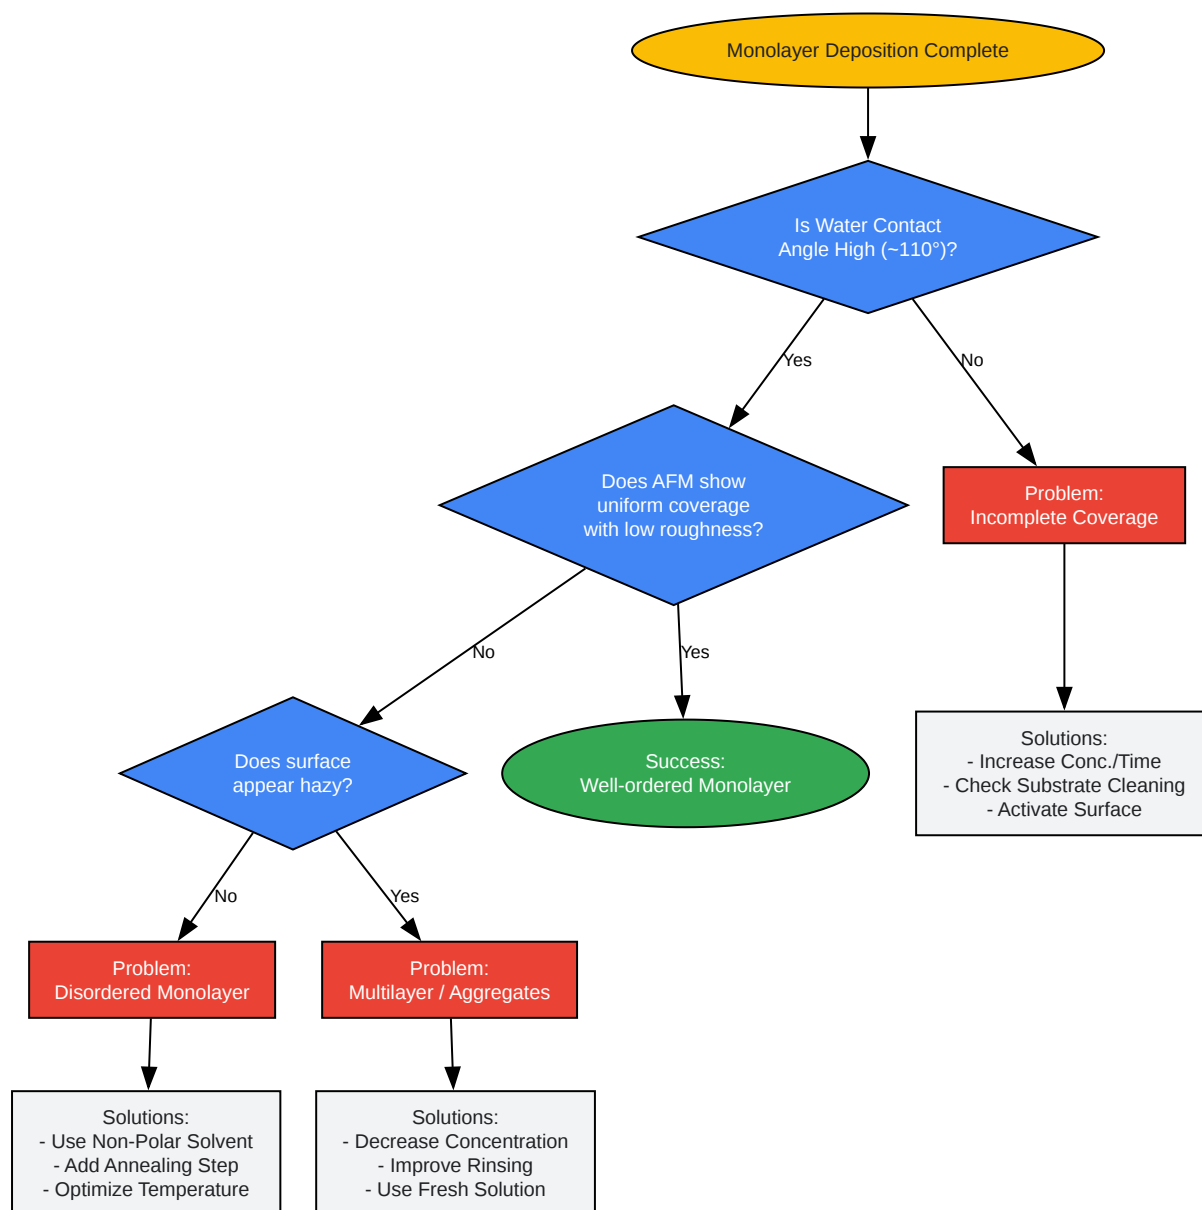 Monolayer Deposition Complete
Is Water Contact
Angle High (~110°)?
Yes
No
Does AFM show
uniform coverage
with low roughness?
Problem:
Incomplete Coverage
No
Yes
Does surface
appear hazy?
Success:
Well-ordered Monolayer
Solutions:
- Increase Conc./Time
- Check Substrate Cleaning
- Activate Surface
No
Yes
Problem:
Disordered Monolayer
Problem:
Multilayer / Aggregates
Solutions:
- Use Non-Polar Solvent
- Add Annealing Step
- Optimize Temperature
Solutions:
- Decrease Concentration
- Improve Rinsing
- Use Fresh Solution